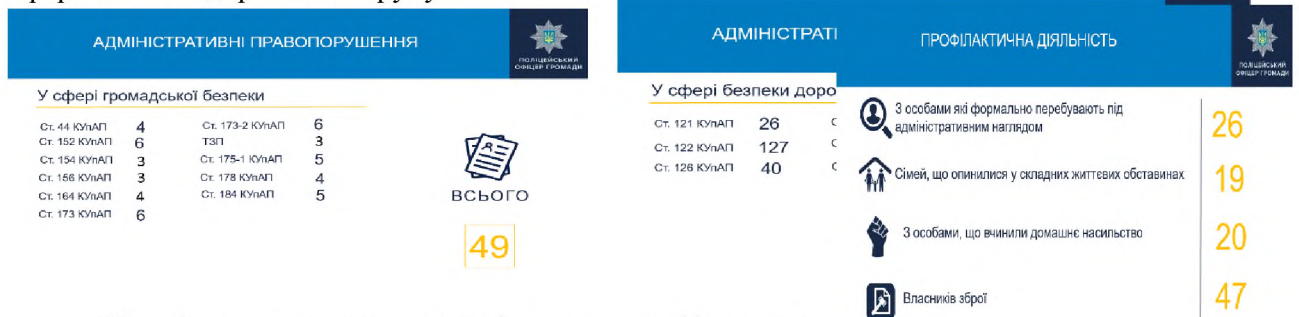 АДМІНІСТРАТИВНІ ПРАВОПОРУШЕННЯ
ПОЛІЦЕЙСЬКИЙ
ОФІЦЕР ГРОМАДИ
У сфері громадської безпеки
Ст. 44 КУпАП 4
Ст. 152 КУпАП 6
Ст. 154 КУпАП 3
Ст. 156 КУпАП 3
Ст. 164 КУпАП 4
Ст. 173 КУпАП 6
Ст. 173-2 КУпАП 6
ТЗП 3
Ст. 175-1 КУпАП 5
Ст. 178 КУпАП 4
Ст. 184 КУпАП 5
ВСЬОГО
49
АДМІНІСТРАТІ
У сфері безпеки доро
Ст. 121 КУпАП 26
Ст. 122 КУпАП 127
Ст. 126 КУпАП 40
ПРОФІЛАКТИЧНА ДІЯЛЬНІСТЬ
ПОЛІЦЕЙСЬКИЙ
ОФІЦЕР ГРОМАДИ
З особами які формально перебувають під
адміністративним наглядом 26
Сімей, що опинилися у складних життєвих обставинах 19
З особами, що вчинили домашнє насильство 20
Власників зброї 47